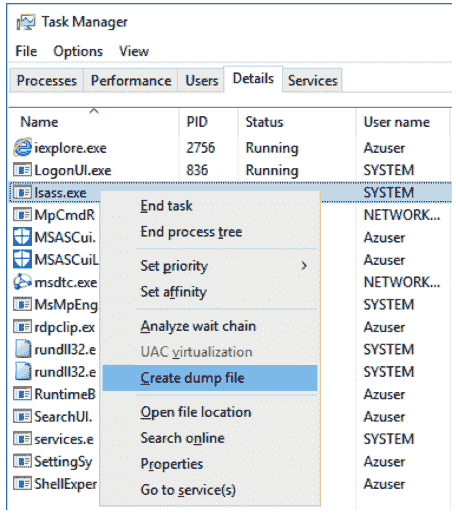 Task Manager
File Options View
Processes Performance Users Details Services
Name PID Status User name
iexplore.exe 2756 Running Azuser
LogonUI.exe 836 Running SYSTEM
lsass.exe SYSTEM
MpCmdR NETWORK...
MSASCui. Azuser
MSASCuiL Azuser
msdtc.exe NETWORK...
MsMpEng SYSTEM
rdpclip.ex Azuser
rundll32.e SYSTEM
rundll32.e SYSTEM
RuntimeB Azuser
SearchUI. Azuser
services.e SYSTEM
SettingSy Azuser
ShellExper Azuser
End task
End process tree
Set priority
Set affinity
Analyze wait chain
UAC virtualization
Create dump file
Open file location
Search online
Properties
Go to service(s)